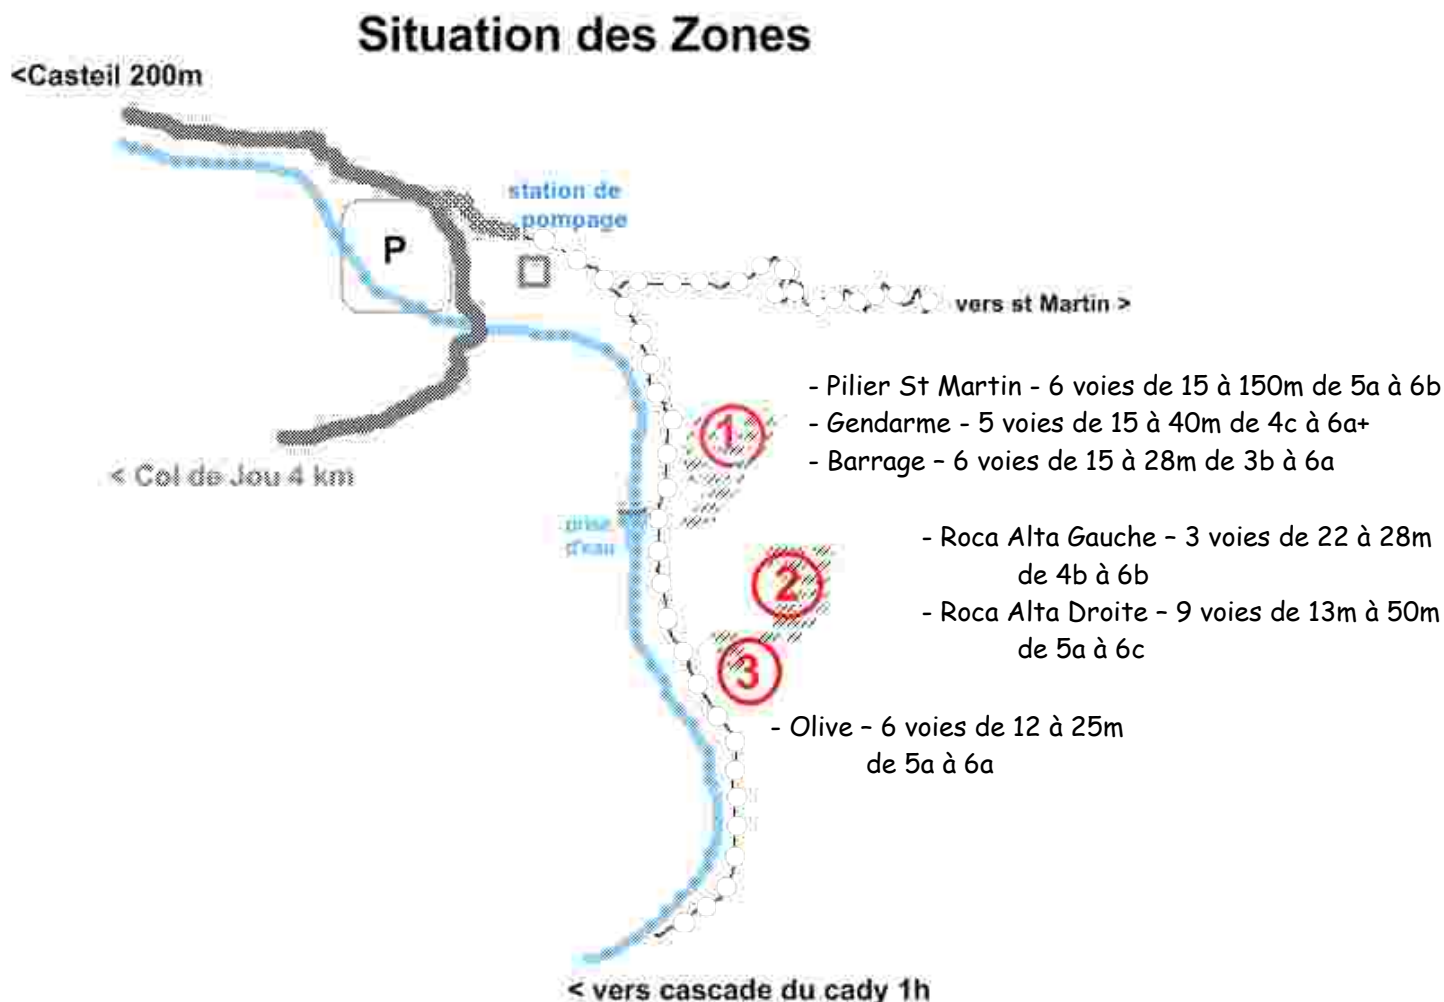 Situation des Zones
<Casteil 200m
station de
pompage
P
vers st Martin >
- Pilier St Martin - 6 voies de 15 à 150m de 5a à 6b
1
- Gendarme - 5 voies de 15 à 40m de 4c à 6a+
- Barrage – 6 voies de 15 à 28m de 3b à 6a
< Col de Jou 4 km
prise
d'eau
- Roca Alta Gauche – 3 voies de 22 à 28m
de 4b à 6b
2
- Roca Alta Droite – 9 voies de 13m à 50m
de 5a à 6c
3
- Olive – 6 voies de 12 à 25m
de 5a à 6a
< vers cascade du cady 1h